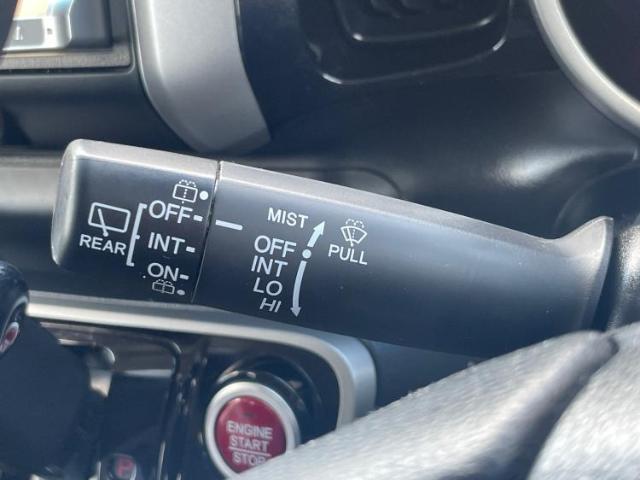 REAR
OFF
INT
ON
MIST
OFF
INT
LO
HI
PULL
ENGINE
START
STOP
P
L